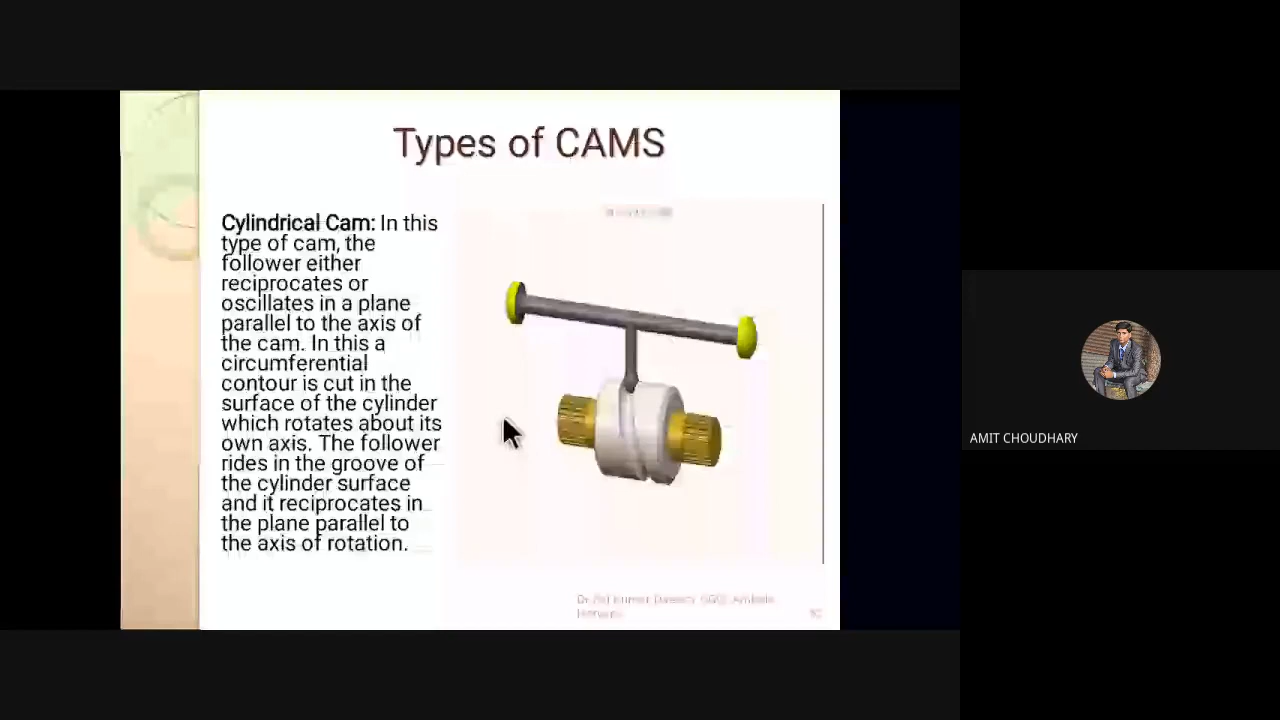 Types of CAMS
Cylindrical Cam: In this
type of cam, the
follower either
reciprocates or
oscillates in a plane
parallel to the axis of
the cam. In this a
circumferential
contour is cut in the
surface of the cylinder
which rotates about its
own axis. The follower
rides in the groove of
the cylinder surface
and it reciprocates in
the plane parallel to
the axis of rotation.
AMIT CHOUDHARY